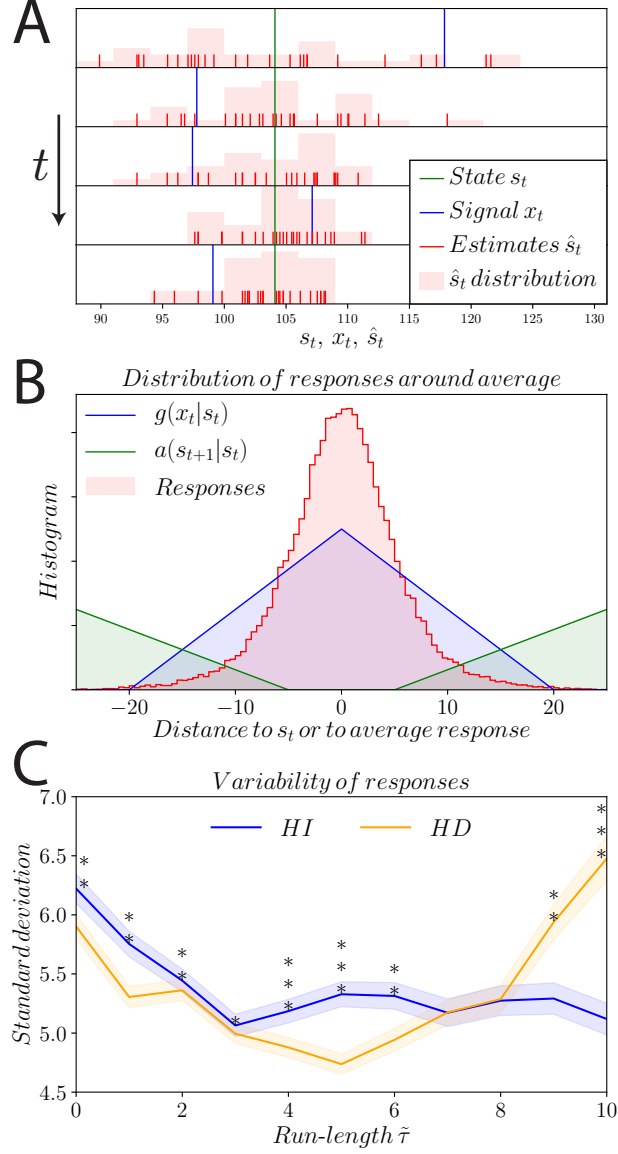 A
t
State s_t
Signal x_t
Estimates ŝ_t
ŝ_t distribution
90 95 100 105 110 115 120 125 130
s_t, x_t, ŝ_t
B
Distribution of responses around average
g(x_t|s_t)
a(s_{t+1}|s_t)
Responses
Histogram
−20 −10 0 10 20
Distance to s_t or to average response
C
Variability of responses
7.0
HI HD
6.5
6.0
5.5
5.0
4.5
Standard deviation
0 2 4 6 8 10
Run-length τ̃